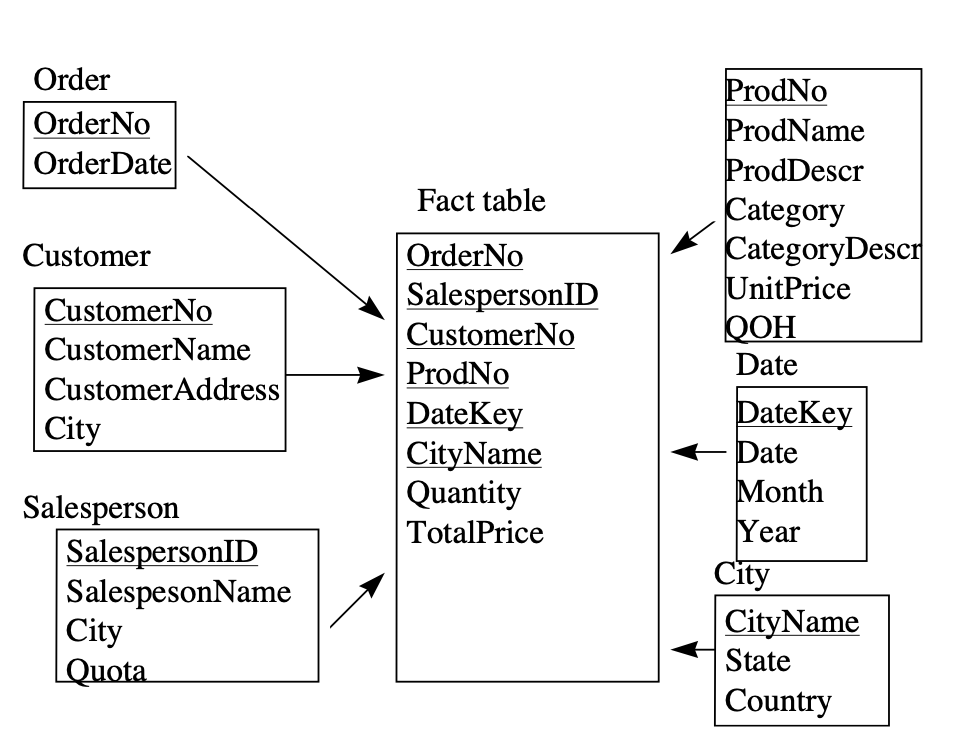 Order
OrderNo
OrderDate
Customer
CustomerNo
CustomerName
CustomerAddress
City
Salesperson
SalespersonID
SalespesonName
City
Quota
Fact table
OrderNo
SalespersonID
CustomerNo
ProdNo
DateKey
CityName
Quantity
TotalPrice
ProdNo
ProdName
ProdDescr
Category
CategoryDescr
UnitPrice
QOH
Date
DateKey
Date
Month
Year
City
CityName
State
Country